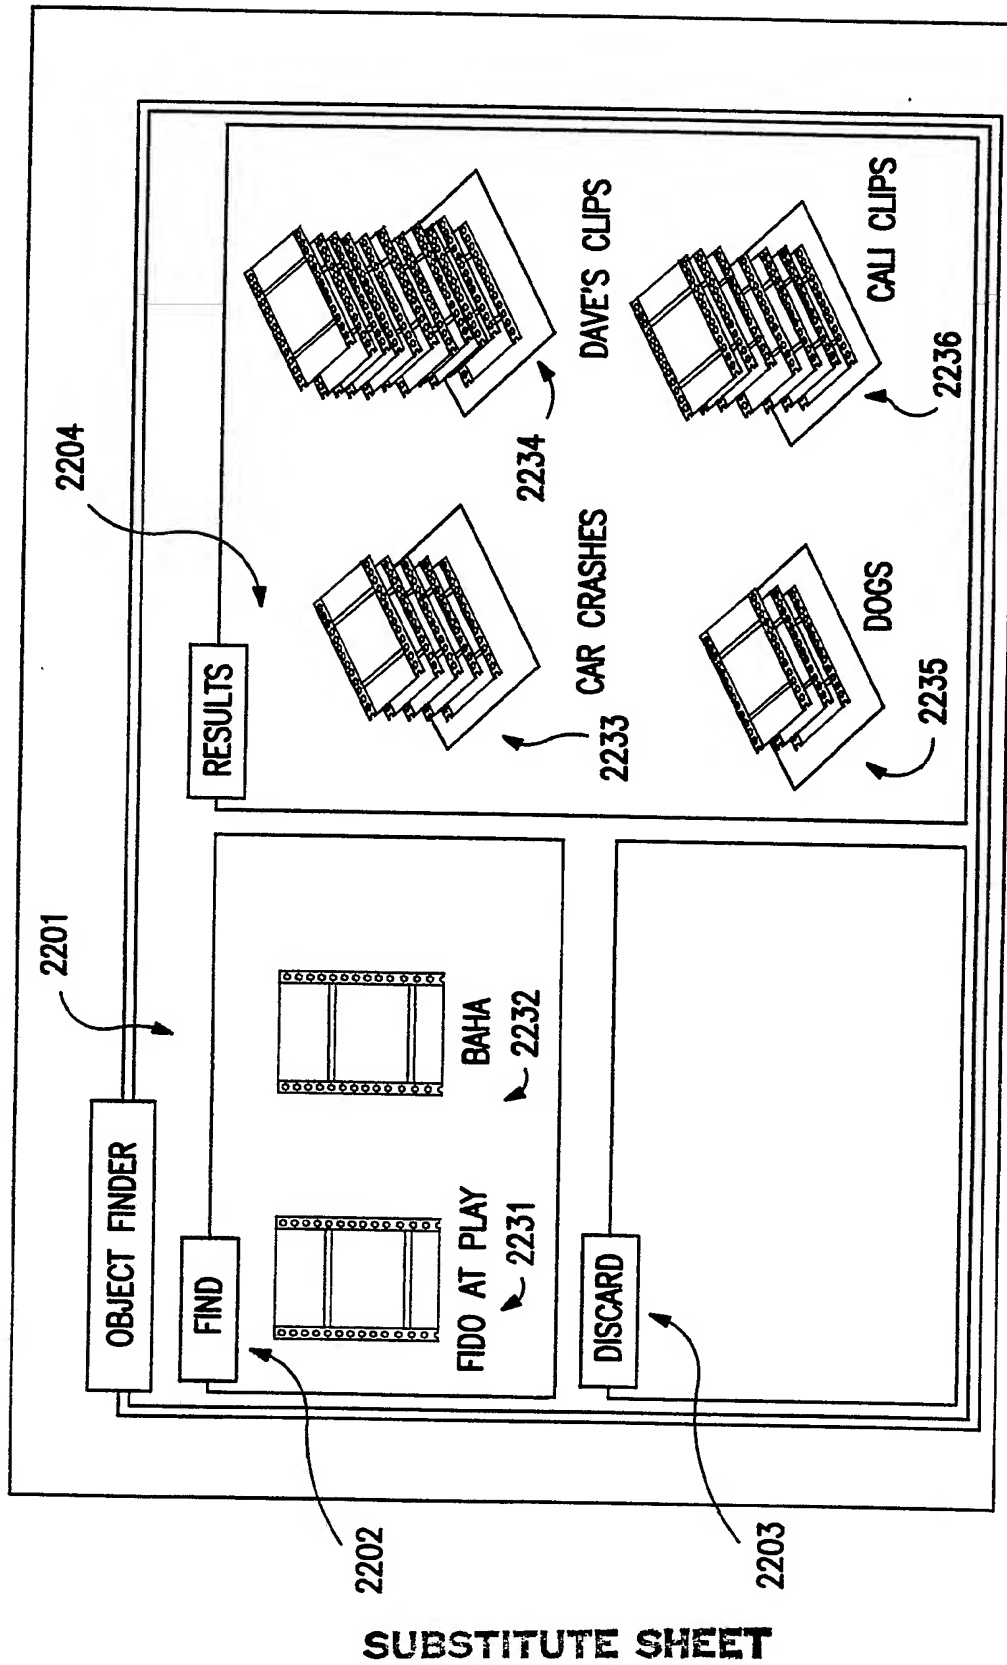 2201
2204
OBJECT FINDER
FIND
RESULTS
2202
FIDO AT PLAY
2231
BAHA
2232
CAR CRASHES
2233
DAVE'S CLIPS
2234
DISCARD
2203
DOGS
2235
CALI CLIPS
2236
SUBSTITUTE SHEET